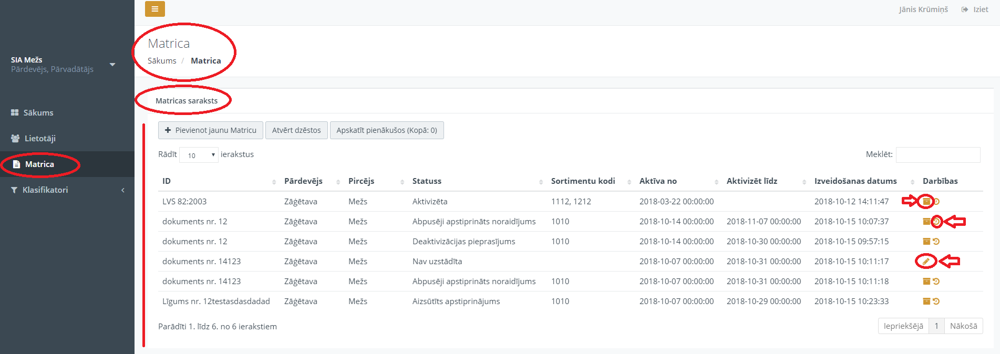 Jānis Krūmiņš Iziet
SIA Mežs
Pārdevējs, Pārvadātājs
Sākums
Lietotāji
Matrica
Klasifikatori
Matrica
Sākums / Matrica
Matricas saraksts
Pievienot jaunu Matricu Atvērt dzēstos Apskatīt pienākušos (Kopā: 0)
Rādīt 10 ierakstus Meklēt:
ID Pārdevējs Pircējs Statuss Sortimentu kodi Aktīva no Aktivizēt līdz Izveidošanas datums Darbības
LVS 82:2003 Zāģētava Mežs Aktivizēta 1112, 1212 2018-03-22 00:00:00 2018-10-12 14:11:47
dokuments nr. 12 Zāģētava Mežs Abpusēji apstiprināts noraidījums 1010 2018-10-14 00:00:00 2018-11-07 00:00:00 2018-10-15 10:07:37
dokuments nr. 12 Zāģētava Mežs Deaktivizācijas pieprasījums 1010 2018-10-14 00:00:00 2018-10-30 00:00:00 2018-10-15 09:57:15
dokuments nr. 14123 Zāģētava Mežs Nav uzstādīta 2018-10-07 00:00:00 2018-10-31 00:00:00 2018-10-15 10:11:17
dokuments nr. 14123 Zāģētava Mežs Abpusēji apstiprināts noraidījums 1010 2018-10-07 00:00:00 2018-10-31 00:00:00 2018-10-15 10:11:18
Līgums nr. 12testasdasdadad Zāģētava Mežs Aizsūtīts apstiprinājums 1010 2018-10-07 00:00:00 2018-10-29 00:00:00 2018-10-15 10:23:33
Parādīti 1. līdz 6. no 6 ierakstiem
Iepriekšējā 1 Nākošā